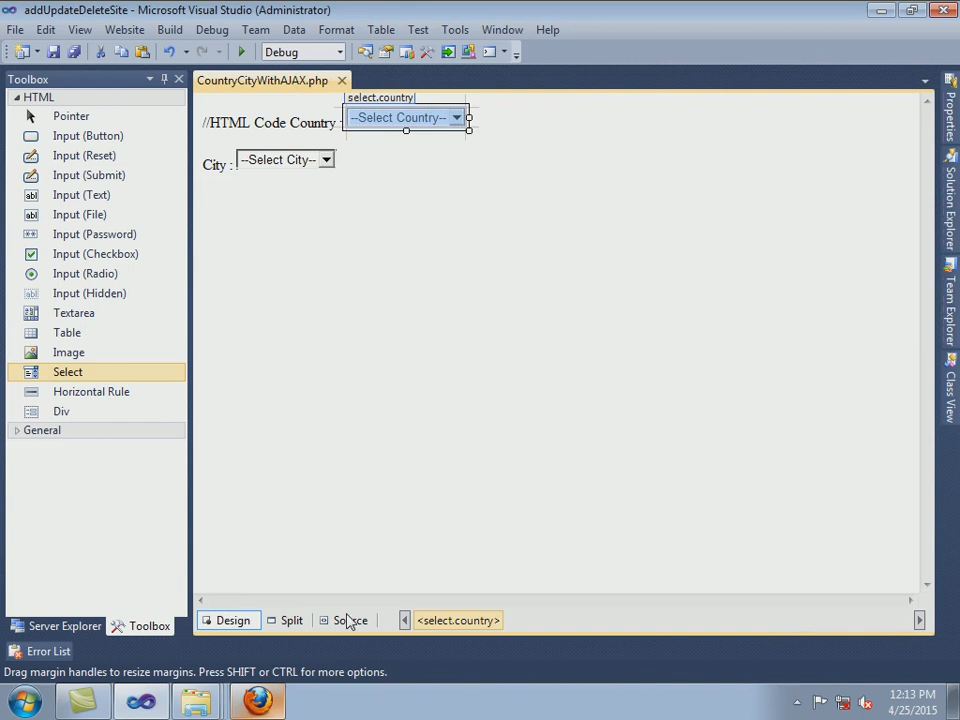 addUpdateDeleteSite - Microsoft Visual Studio (Administrator)
File Edit View Website Build Debug Team Data Format Table Test Tools Window Help
Debug
Toolbox
HTML
Pointer
Input (Button)
Input (Reset)
Input (Submit)
Input (Text)
Input (File)
Input (Password)
Input (Checkbox)
Input (Radio)
Input (Hidden)
Textarea
Table
Image
Select
Horizontal Rule
Div
General
CountryCityWithAJAX.php
select.country
//HTML Code Country :
--Select Country--
City :
--Select City--
Properties
Solution Explorer
Team Explorer
Class View
Design Split Source <select.country>
Server Explorer Toolbox
Error List
Drag margin handles to resize margins. Press SHIFT or CTRL for more options.
12:13 PM
4/25/2015